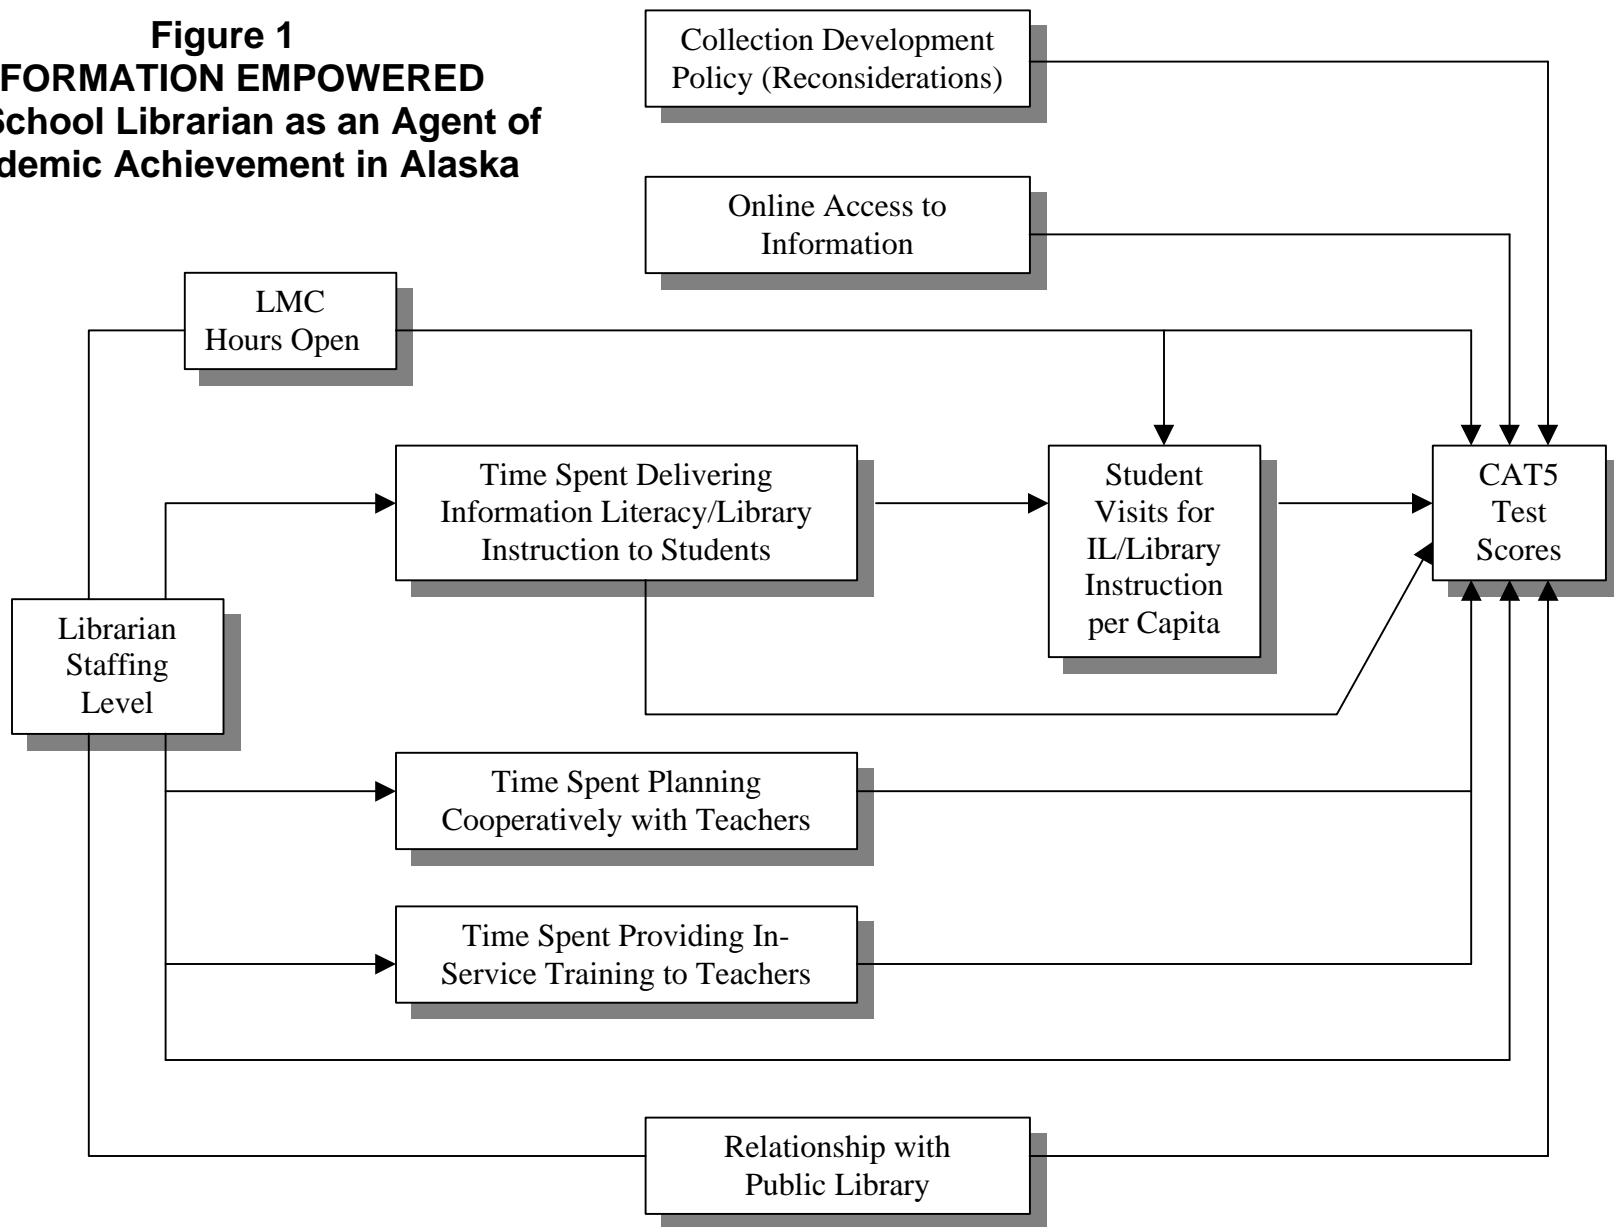 Figure 1
FORMATION EMPOWERED
School Librarian as an Agent of
demic Achievement in Alaska
Collection Development
Policy (Reconsiderations)
Online Access to
Information
LMC
Hours Open
Time Spent Delivering
Information Literacy/Library
Instruction to Students
Student
Visits for
IL/Library
Instruction
per Capita
CAT5
Test
Scores
Librarian
Staffing
Level
Time Spent Planning
Cooperatively with Teachers
Time Spent Providing In-
Service Training to Teachers
Relationship with
Public Library